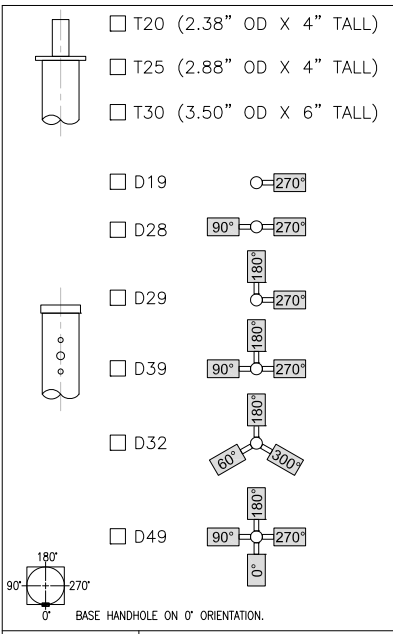 T20 (2.38" OD X 4" TALL)
T25 (2.88" OD X 4" TALL)
T30 (3.50" OD X 6" TALL)
D19 270°
D28 90° 270°
180°
D29 270°
180°
D39 90° 270°
180°
D32 60° 300°
180°
D49 90° 270°
0°
180°
90° 270°
0° BASE HANDHOLE ON 0° ORIENTATION.